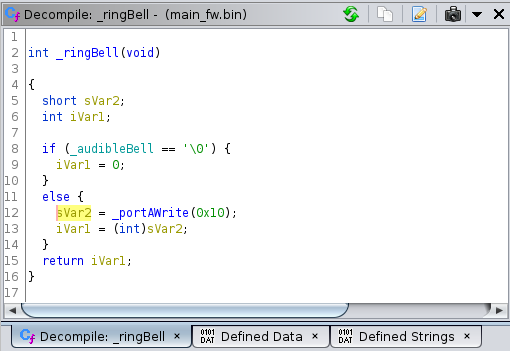 Decompile: _ringBell - (main_fw.bin)
1
2 int _ringBell(void)
3
4 {
5 short sVar2;
6 int iVar1;
7
8 if (_audibleBell == '\0') {
9 iVar1 = 0;
10 }
11 else {
12 sVar2 = _portAWrite(0x10);
13 iVar1 = (int)sVar2;
14 }
15 return iVar1;
16 }
17
Decompile: _ringBell × 0101 DAT Defined Data × 0101 DAT Defined Strings ×